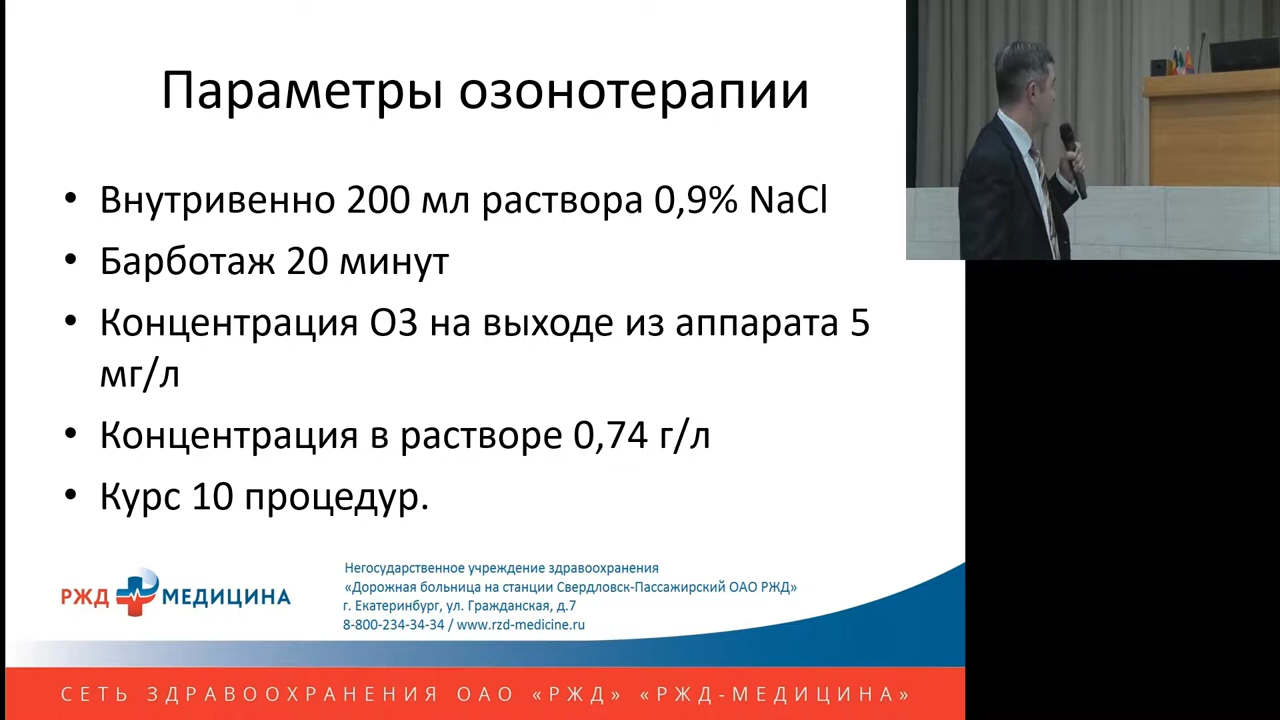 Параметры озонотерапии
• Внутривенно 200 мл раствора 0,9% NaCl
• Барботаж 20 минут
• Концентрация О3 на выходе из аппарата 5
мг/л
• Концентрация в растворе 0,74 г/л
• Курс 10 процедур.
РЖД МЕДИЦИНА
Негосударственное учреждение здравоохранения
«Дорожная больница на станции Свердловск-Пассажирский ОАО РЖД»
г. Екатеринбург, ул. Гражданская, д.7
8-800-234-34-34 / www.rzd-medicine.ru
СЕТЬ ЗДРАВООХРАНЕНИЯ ОАО «РЖД» «РЖД-МЕДИЦИНА»